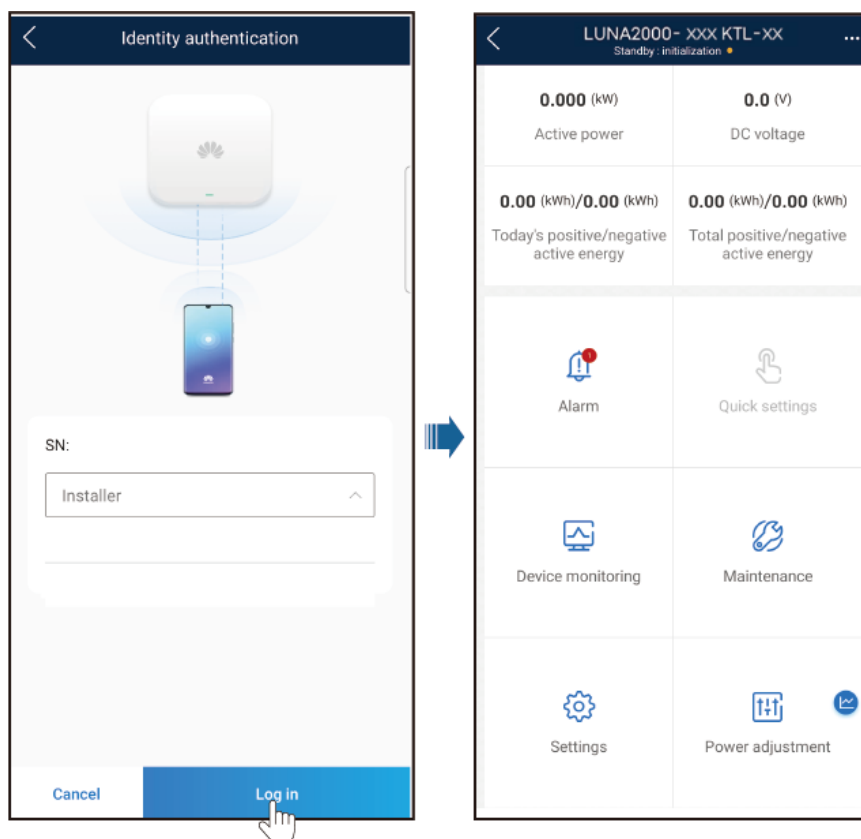 Identity authentication
SN:
Installer
Cancel
Log in
LUNA2000- XXX KTL-XX
...
Standby : initialization
0.000 (kW)
Active power
0.0 (V)
DC voltage
0.00 (kWh)/0.00 (kWh)
Today's positive/negative
active energy
0.00 (kWh)/0.00 (kWh)
Total positive/negative
active energy
1
Alarm
Quick settings
Device monitoring
Maintenance
Settings
Power adjustment